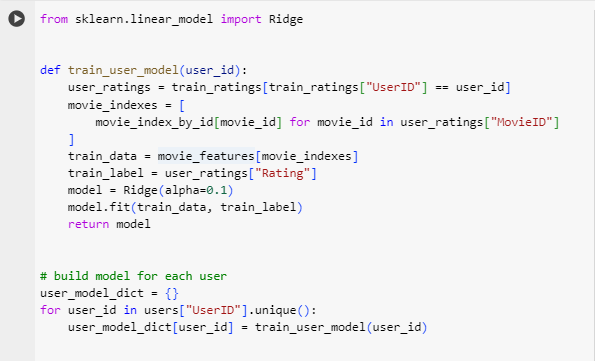 from sklearn.linear_model import Ridge
def train_user_model(user_id):
    user_ratings = train_ratings[train_ratings["UserID"] == user_id]
    movie_indexes = [
        movie_index_by_id[movie_id] for movie_id in user_ratings["MovieID"]
    ]
    train_data = movie_features[movie_indexes]
    train_label = user_ratings["Rating"]
    model = Ridge(alpha=0.1)
    model.fit(train_data, train_label)
    return model
# build model for each user
user_model_dict = {}
for user_id in users["UserID"].unique():
    user_model_dict[user_id] = train_user_model(user_id)